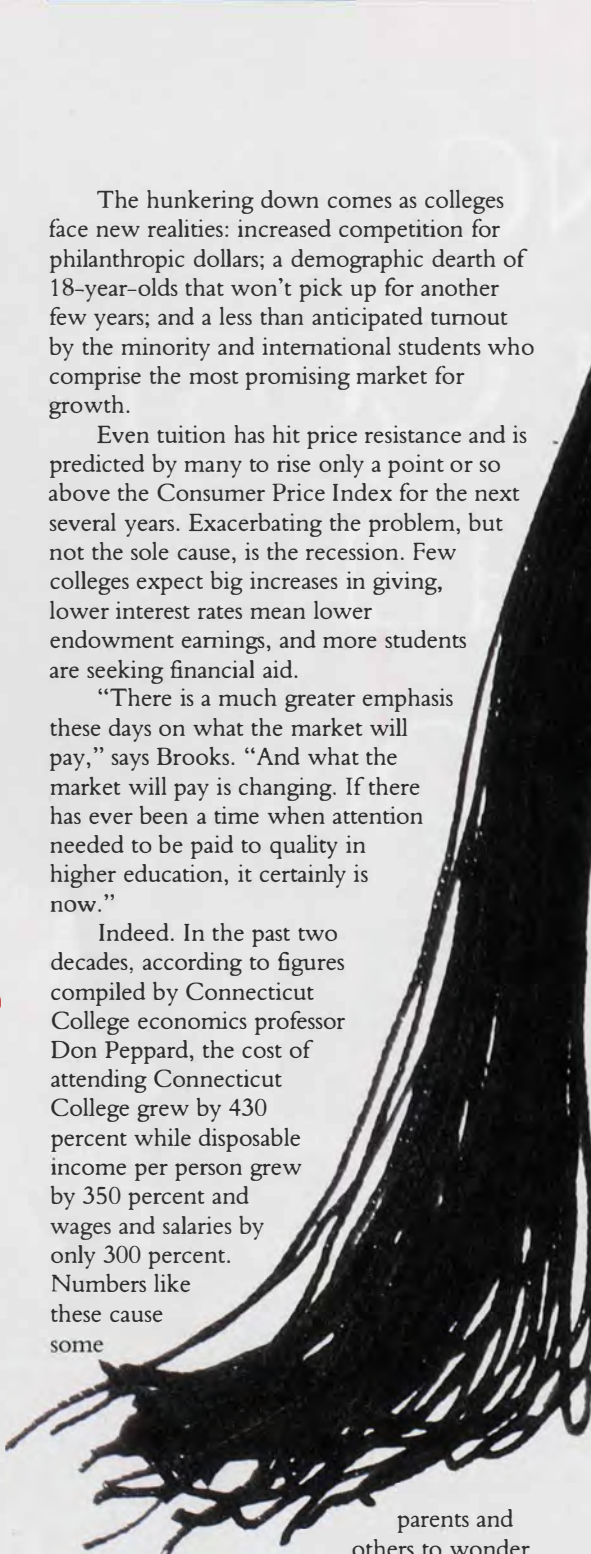 The hunkering down comes as colleges
face new realities: increased competition for
philanthropic dollars; a demographic dearth of
18-year-olds that won’t pick up for another
few years; and a less than anticipated turnout
by the minority and international students who
comprise the most promising market for
growth.
Even tuition has hit price resistance and is
predicted by many to rise only a point or so
above the Consumer Price Index for the next
several years. Exacerbating the problem, but
not the sole cause, is the recession. Few
colleges expect big increases in giving,
lower interest rates mean lower
endowment earnings, and more students
are seeking financial aid.
“There is a much greater emphasis
these days on what the market will
pay,” says Brooks. “And what the
market will pay is changing. If there
has ever been a time when attention
needed to be paid to quality in
higher education, it certainly is
now.”
Indeed. In the past two
decades, according to figures
compiled by Connecticut
College economics professor
Don Peppard, the cost of
attending Connecticut
College grew by 430
percent while disposable
income per person grew
by 350 percent and
wages and salaries by
only 300 percent.
Numbers like
these cause
some
parents and
others to wonder